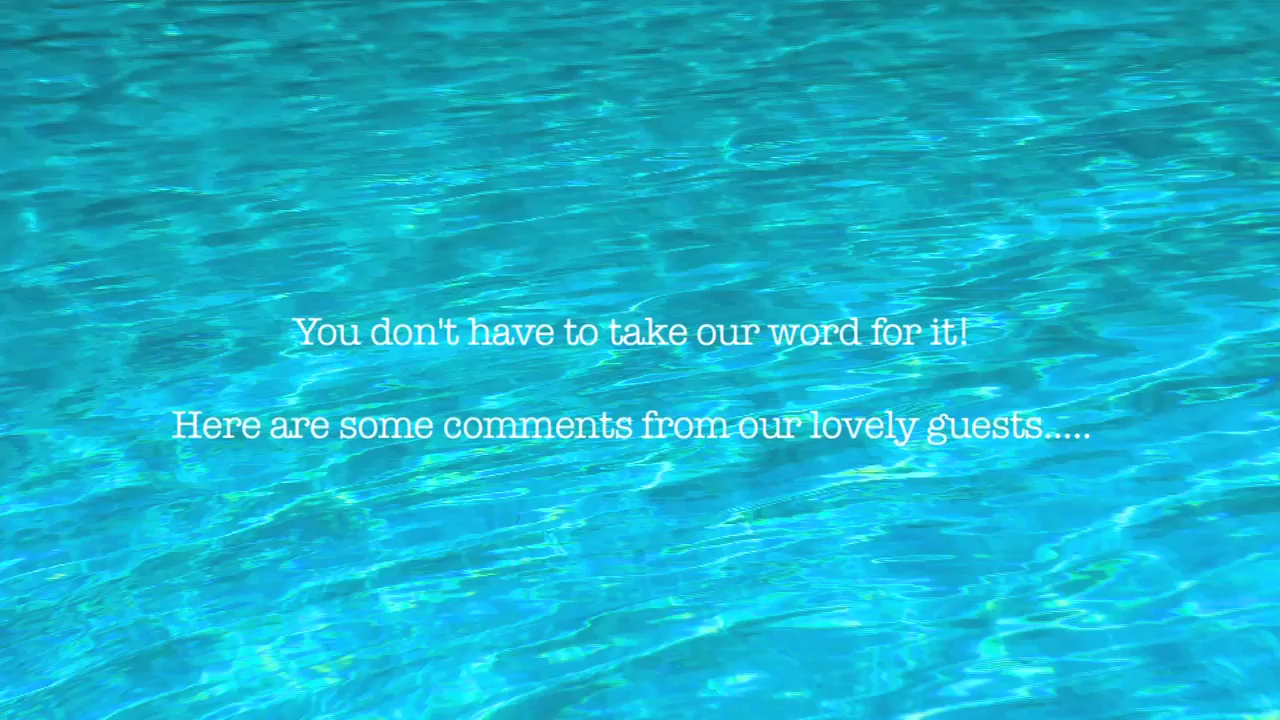 You don't have to take our word for it!
Here are some comments from our lovely guests.....